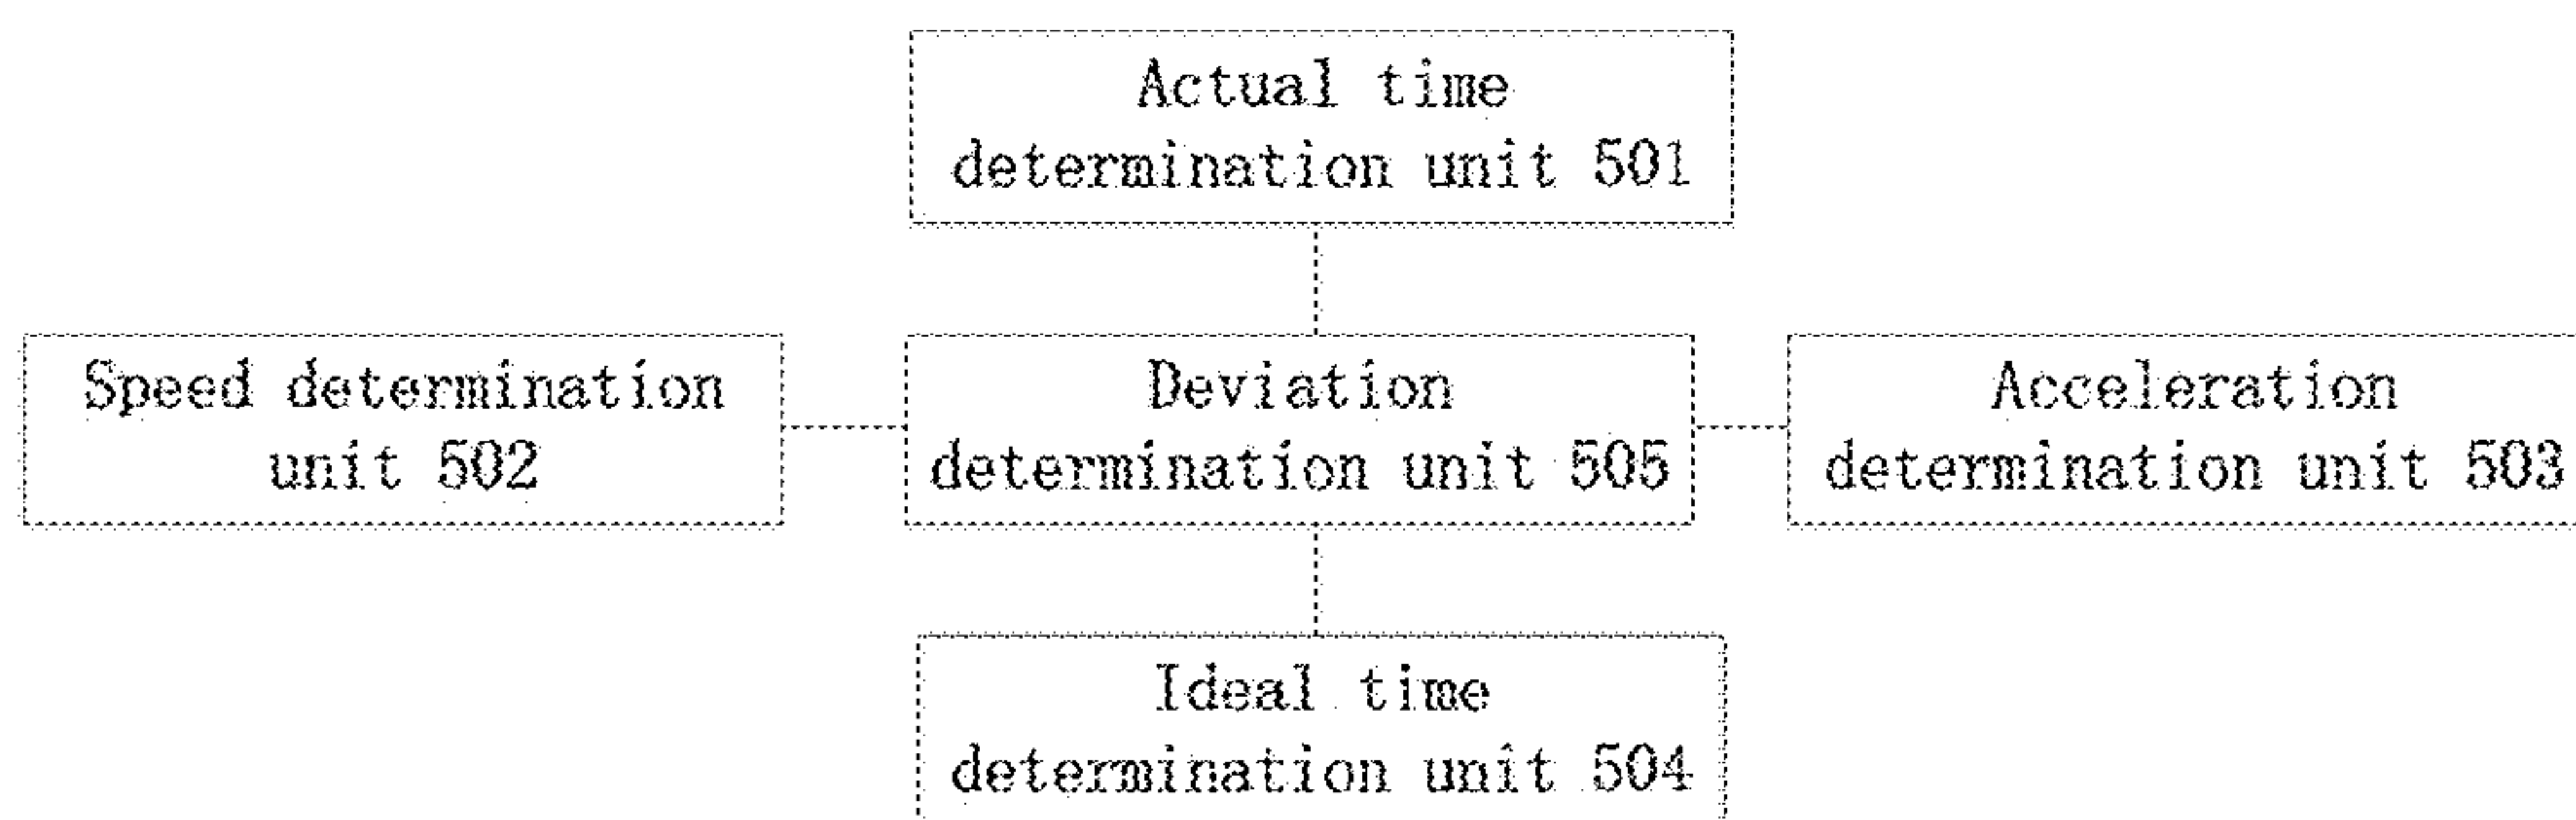 Actual time
determination unit 501
Speed determination
unit 502
Deviation
determination unit 505
Acceleration
determination unit 503
Ideal time
determination unit 504